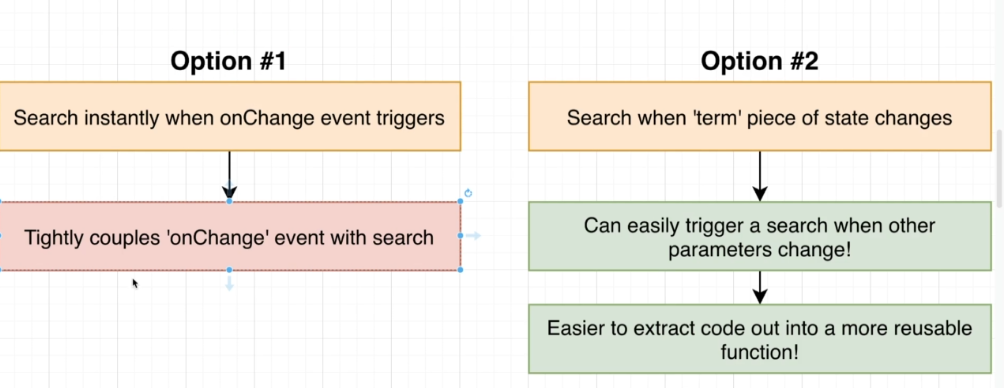 Option #1
Search instantly when onChange event triggers
Tightly couples 'onChange' event with search
Option #2
Search when 'term' piece of state changes
Can easily trigger a search when other
parameters change!
Easier to extract code out into a more reusable
function!